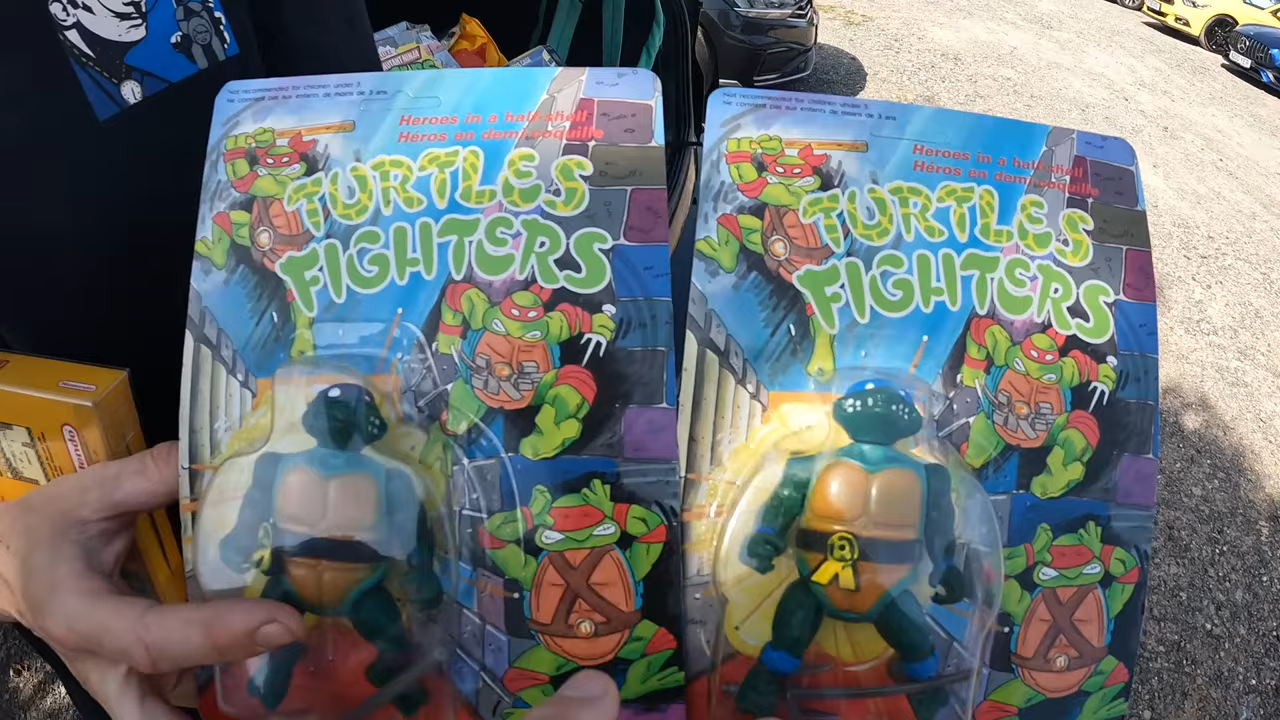 Not recommended for children under 3.
Ne convient pas aux enfants de moins de 3 ans.
Heroes in a half-shell
Héros en demi-coquille
TURTLES
FIGHTERS
Not recommended for children under 3.
Ne convient pas aux enfants de moins de 3 ans.
Heroes in a half-shell
Héros en demi-coquille
TURTLES
FIGHTERS
R
Nintendo